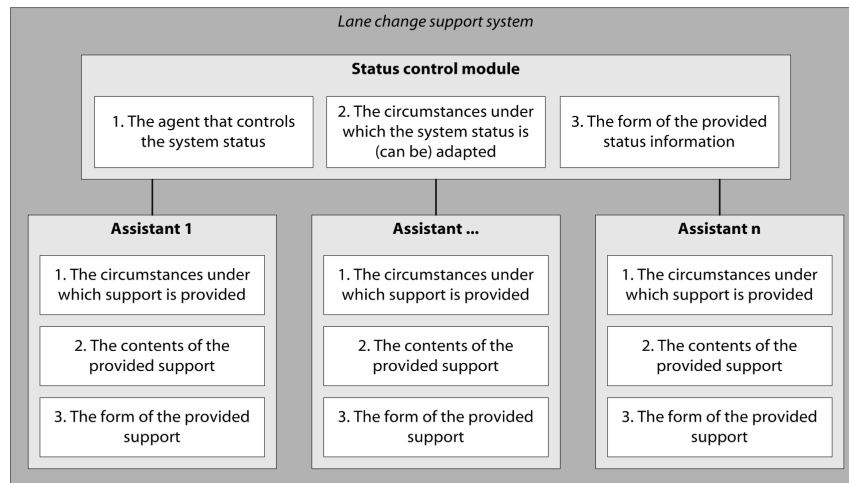 Lane change support system
Status control module
1. The agent that controls
the system status
2. The circumstances under
which the system status is
(can be) adapted
3. The form of the provided
status information
Assistant 1
1. The circumstances under
which support is provided
2. The contents of the
provided support
3. The form of the provided
support
Assistant ...
1. The circumstances under
which support is provided
2. The contents of the
provided support
3. The form of the provided
support
Assistant n
1. The circumstances under
which support is provided
2. The contents of the
provided support
3. The form of the provided
support